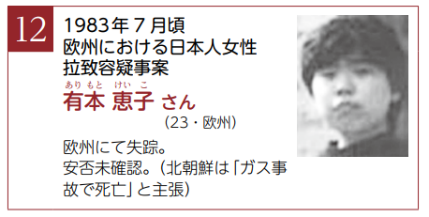 12
1983年7月頃
欧州における日本人女性
拉致容疑事案
あり もと けい こ
有本 恵子 さん
（23・欧州）
欧州にて失踪。
安否未確認。（北朝鮮は「ガス事
故で死亡」と主張）